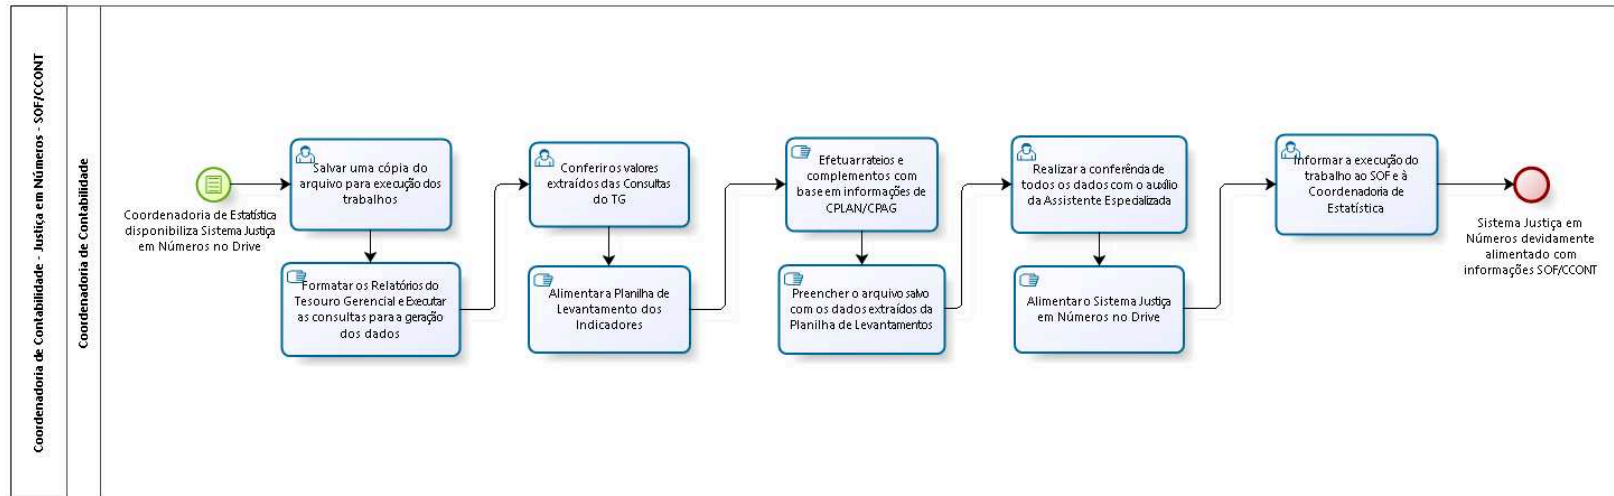 Coordenadoria de Contabilidade - Justiça em Números - SOF/CCONT
Coordenadoria de Contabilidade
Coordenadoria de Estatística
disponibiliza Sistema Justiça
em Números no Drive
Salvar uma cópia do
arquivo para execução dos
trabalhos
Formatar os Relatórios do
Tesouro Gerencial e Executar
as consultas para a geração
dos dados
Conferir os valores
extraídos das Consultas
do TG
Alimentar a Planilha de
Levantamento dos
Indicadores
Efetuar rateios e
complementos com
base em informações de
CPLAN/CPAG
Preencher o arquivo salvo
com os dados extraídos da
Planilha de Levantamentos
Realizar a conferência de
todos os dados com o auxílio
da Assistente Especializada
Alimentar o Sistema Justiça
em Números no Drive
Informar a execução do
trabalho ao SOF e à
Coordenadoria de
Estatística
Sistema Justiça em
Números devidamente
alimentado com
informações SOF/CCONT